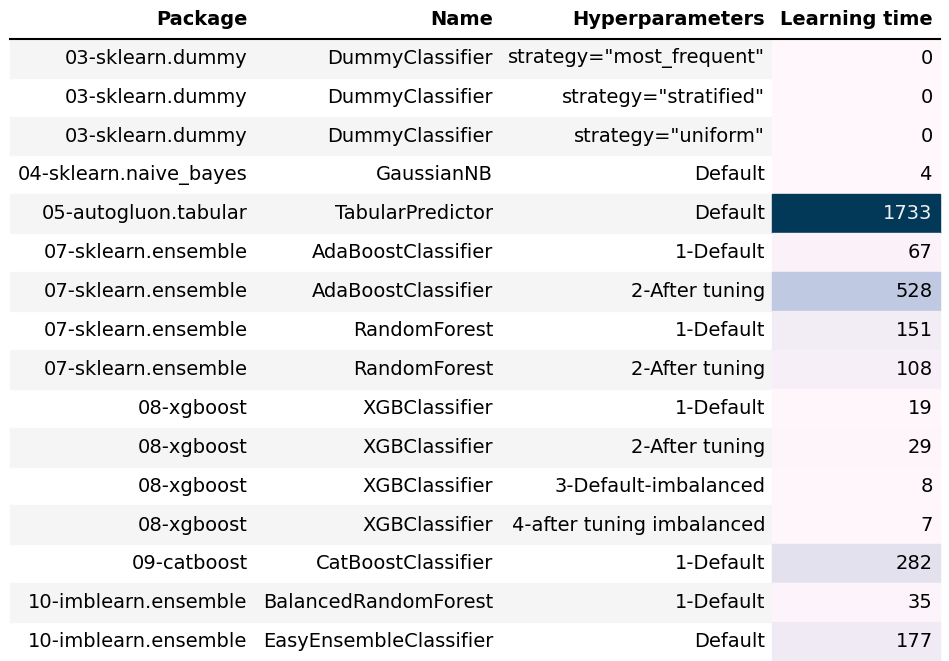 Package Name Hyperparameters Learning time
03-sklearn.dummy DummyClassifier strategy="most_frequent" 0
03-sklearn.dummy DummyClassifier strategy="stratified" 0
03-sklearn.dummy DummyClassifier strategy="uniform" 0
04-sklearn.naive_bayes GaussianNB Default 4
05-autogluon.tabular TabularPredictor Default 1733
07-sklearn.ensemble AdaBoostClassifier 1-Default 67
07-sklearn.ensemble AdaBoostClassifier 2-After tuning 528
07-sklearn.ensemble RandomForest 1-Default 151
07-sklearn.ensemble RandomForest 2-After tuning 108
08-xgboost XGBClassifier 1-Default 19
08-xgboost XGBClassifier 2-After tuning 29
08-xgboost XGBClassifier 3-Default-imbalanced 8
08-xgboost XGBClassifier 4-after tuning imbalanced 7
09-catboost CatBoostClassifier 1-Default 282
10-imblearn.ensemble BalancedRandomForest 1-Default 35
10-imblearn.ensemble EasyEnsembleClassifier Default 177